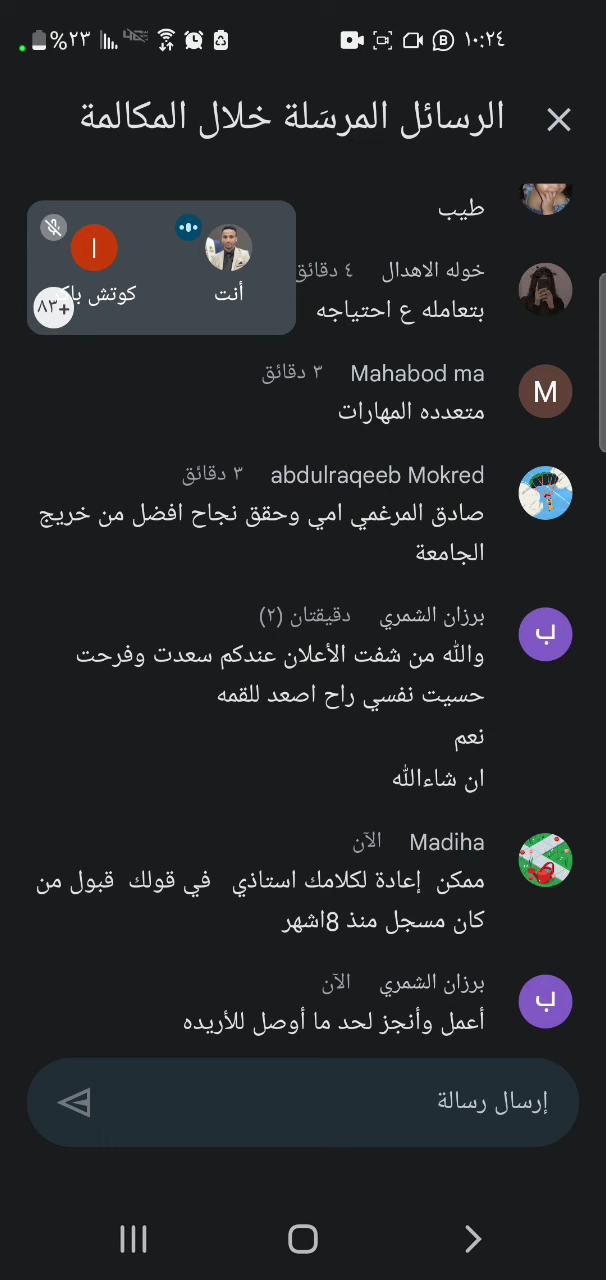 ١٠:٢٤
%٢٣
الرسائل المرسَلة خلال المكالمة
طيب
أنت
كوتش
+٨٣
ا
خوله الاهدال ٤ دقائق
بتعامله ع احتياجه
Mahabod ma ٣ دقائق
M
متعدده المهارات
abdulraqeeb Mokred ٣ دقائق
صادق المرغمي امي وحقق نجاح افضل من خريج
الجامعة
برزان الشمري دقيقتان (٢)
ب
والله من شفت الأعلان عندكم سعدت وفرحت
حسيت نفسي راح اصعد للقمه
نعم
ان شاءالله
Madiha الآن
ممكن إعادة لكلامك استاذي في قولك قبول من
كان مسجل منذ 8اشهر
برزان الشمري الآن
ب
أعمل وأنجز لحد ما أوصل للأريده
إرسال رسالة